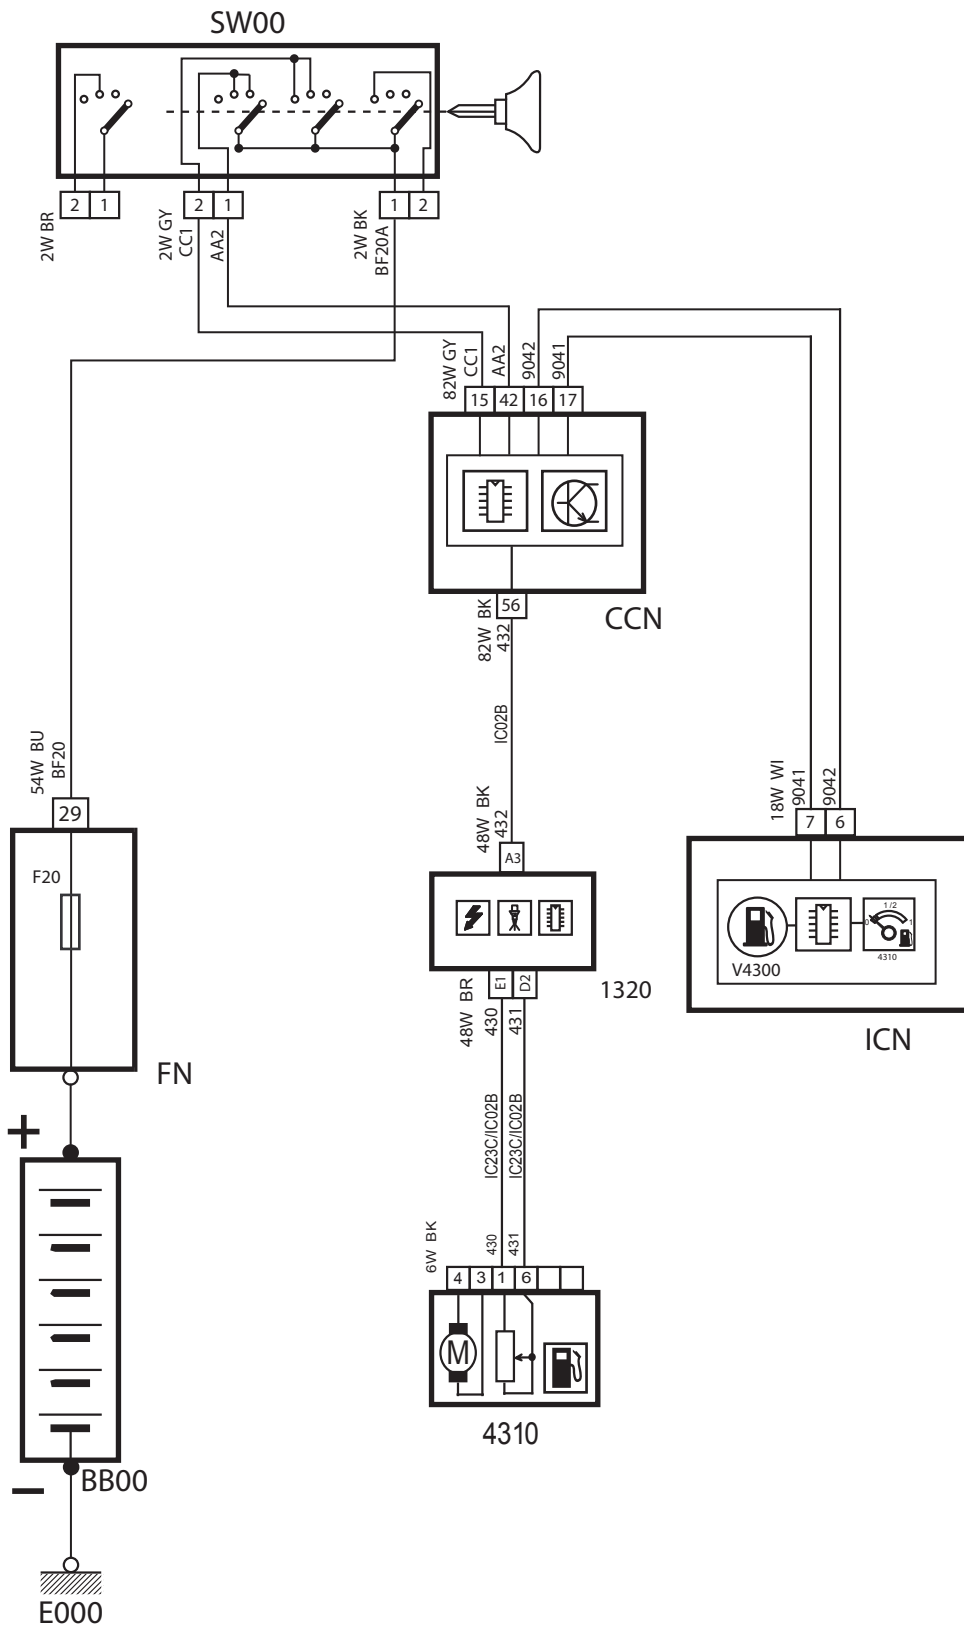 SW00
2 1
2 1
1 2
2W BR
2W GY
CC1
AA2
2W BK
BF20A
82W GY
CC1
AA2
9042
9041
15 42 16 17
CCN
56
82W BK
432
IC02B
54W BU
BF20
29
F20
FN
48W BK
432
A3
1320
E1 D2
48W BR
430
431
IC23C/IC02B
IC23C/IC02B
18W WI
9041
9042
7 6
V4300
0
1/2
1
4310
ICN
6W BK
430
431
4 3 1 6
M
4310
+
BB00
−
E000